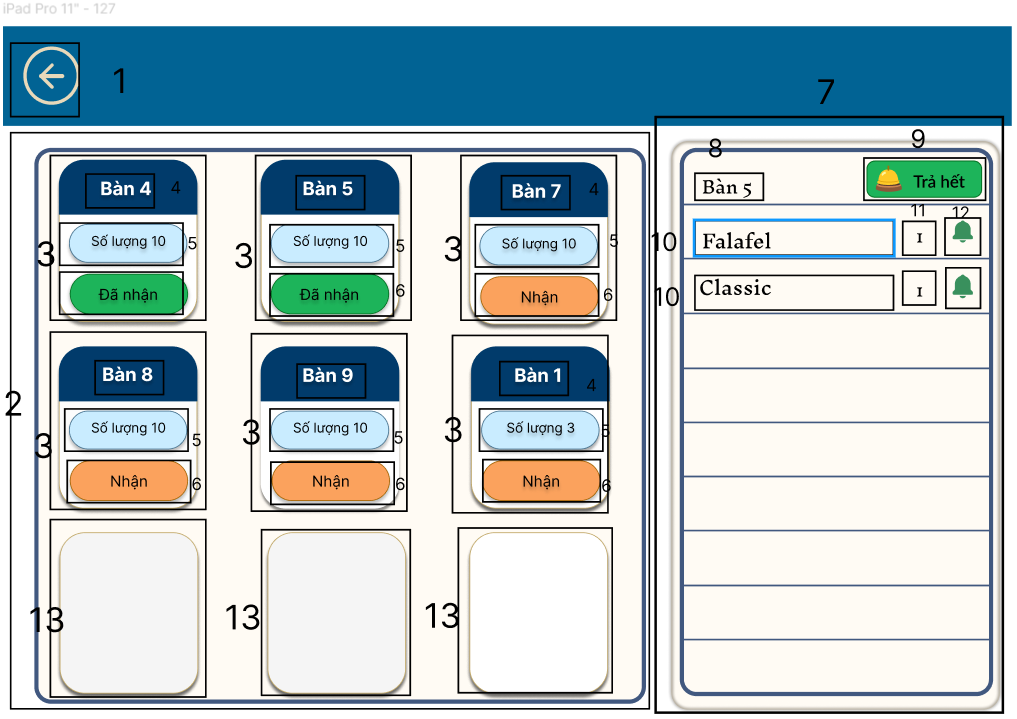 iPad Pro 11" - 127
1
7
Bàn 4
4
Số lượng 10
5
Đã nhận
3
Bàn 5
Số lượng 10
5
Đã nhận
6
3
Bàn 7
4
Số lượng 10
5
Nhận
6
3
2
Bàn 8
Số lượng 10
5
Nhận
6
3
Bàn 9
Số lượng 10
5
Nhận
6
3
Bàn 1
4
Số lượng 3
5
Nhận
6
3
13
13
13
8
9
Bàn 5
Trả hết
11
12
10
Falafel
1
10
Classic
1